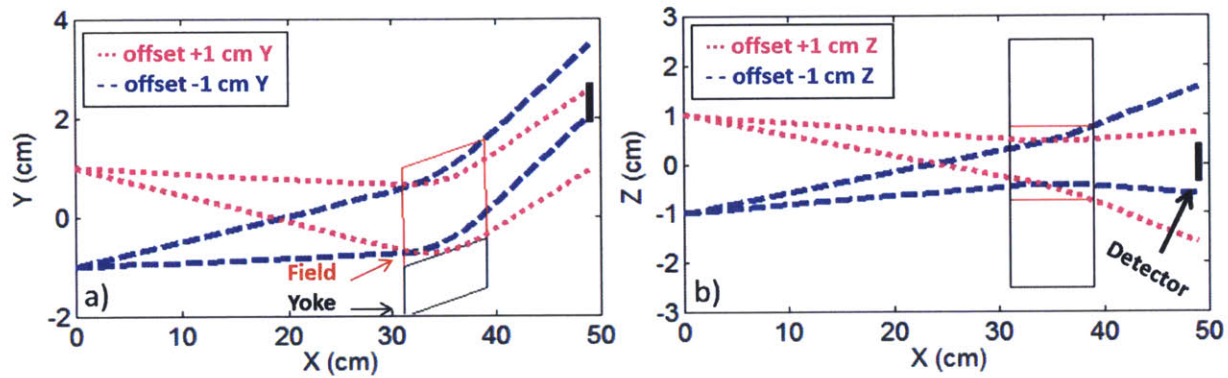 4
2
0
-2
Y (cm)
offset +1 cm Y
offset -1 cm Y
Field
Yoke
a)
0
10
20
30
40
50
X (cm)
3
2
1
0
-1
-2
-3
Z (cm)
offset +1 cm Z
offset -1 cm Z
Detector
b)
0
10
20
30
40
50
X (cm)